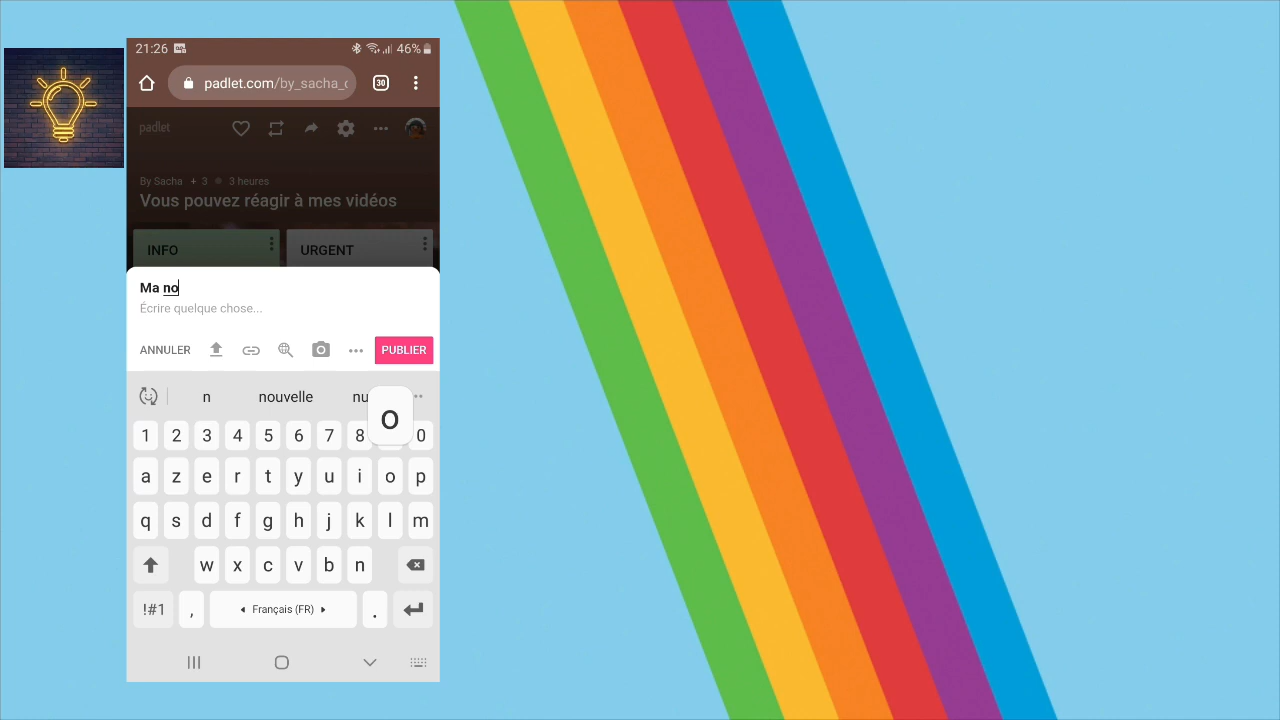 21:26 46%
padlet.com/by_sacha_c 30
padlet
By Sacha + 3 3 heures
Vous pouvez réagir à mes vidéos
INFO URGENT
Ma no
Écrire quelque chose...
ANNULER PUBLIER
n nouvelle nu
o
1 2 3 4 5 6 7 8 0
a z e r t y u i o p
q s d f g h j k l m
w x c v b n
!#1 , Français (FR) .